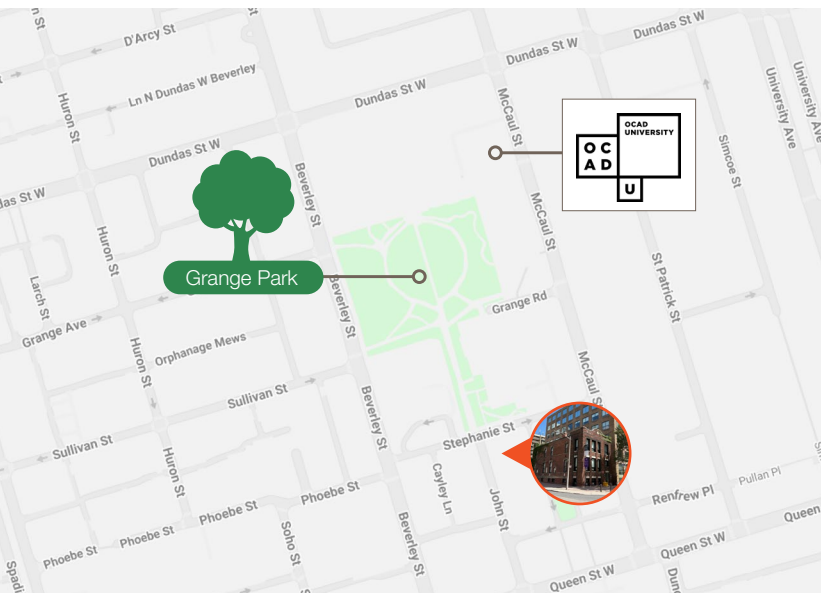 n St
D'Arcy St
Dundas St W
Dundas St W
University Ave
University Ave
Ln N Dundas W Beverley
Huron St
Dundas St W
McCaul St
OCAD
UNIVERSITY
O C
A D
U
Simcoe St
Dundas St W
das St W
Beverley St
McCaul St
Huron St
Grange Park
St Patrick St
Larch St
Beverley St
Grange Rd
Grange Ave
Orphanage Mews
Huron St
McCaul S
Sullivan St
Beverley St
Stephanie St
Sullivan St
Huron St
Cayley Ln
Pullan Pl
Phoebe St
John St
Renfrew Pl
Phoebe St
Queen
Phoebe St
Soho St
Beverley St
McCaul St
Queen St W
Phoebe St
Queen St W
Spadi
Dun